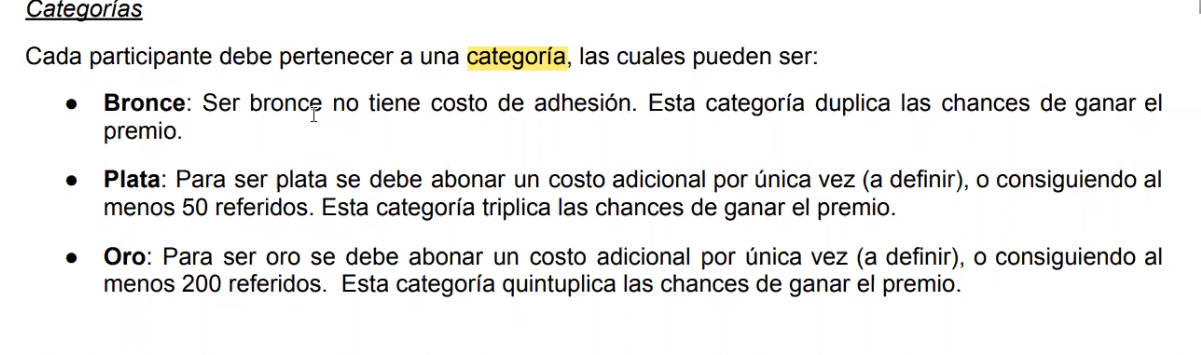 Categorías
Cada participante debe pertenecer a una categoría, las cuales pueden ser:
● Bronce: Ser bronce no tiene costo de adhesión. Esta categoría duplica las chances de ganar el
premio.
● Plata: Para ser plata se debe abonar un costo adicional por única vez (a definir), o consiguiendo al
menos 50 referidos. Esta categoría triplica las chances de ganar el premio.
● Oro: Para ser oro se debe abonar un costo adicional por única vez (a definir), o consiguiendo al
menos 200 referidos.  Esta categoría quintuplica las chances de ganar el premio.